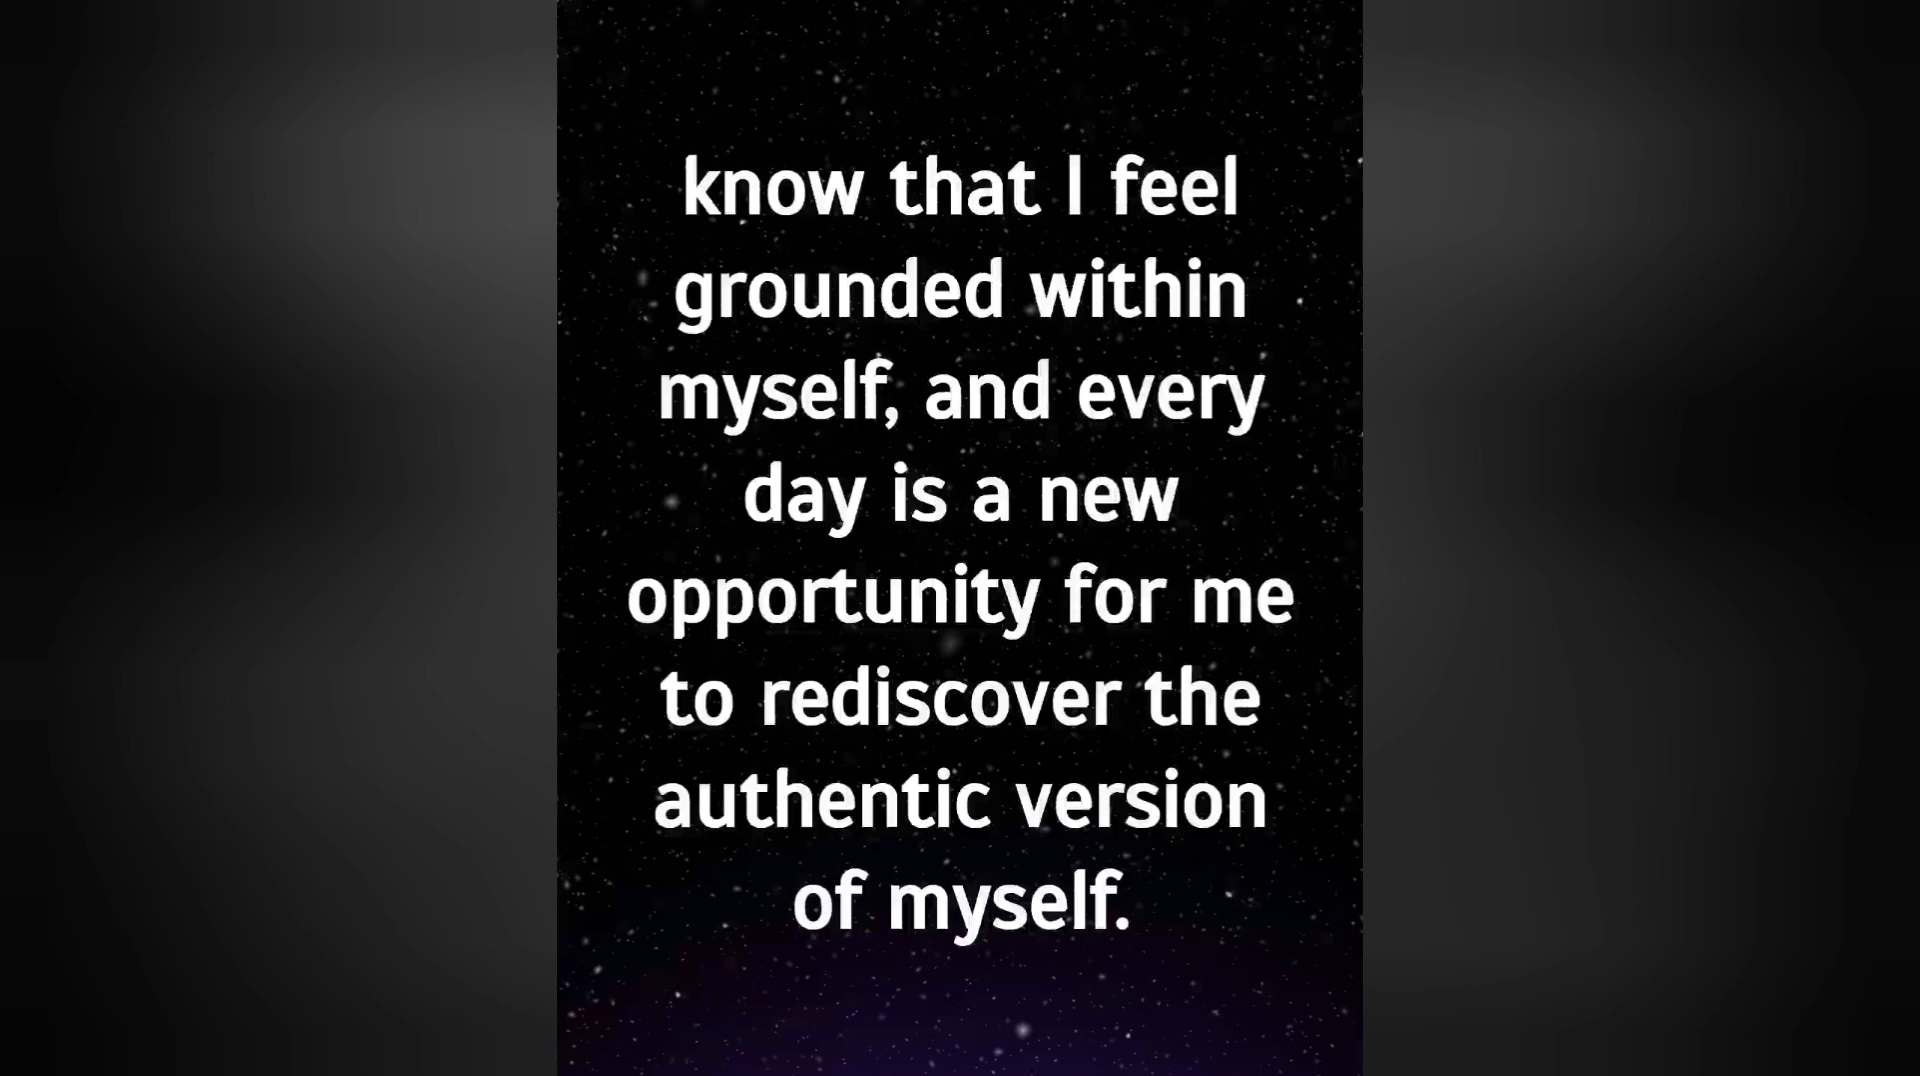 know that I feel
grounded within
myself, and every
day is a new
opportunity for me
to rediscover the
authentic version
of myself.